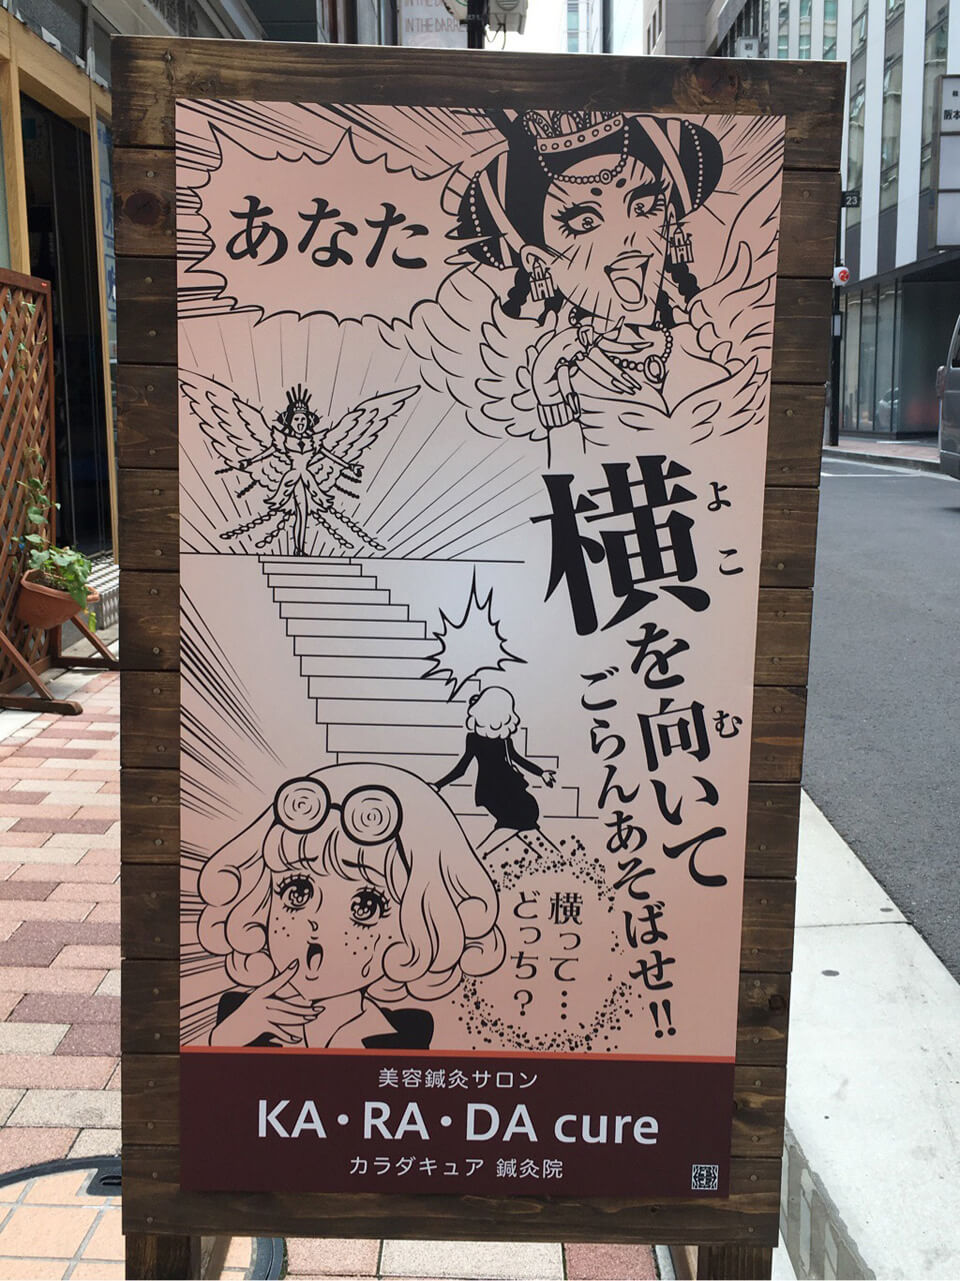 あなた
横を向いて
よこ
む
ごらんあそばせ!!
横って…
どっち?
美容鍼灸サロン
KA・RA・DA cure
カラダキュア 鍼灸院
23
阪本